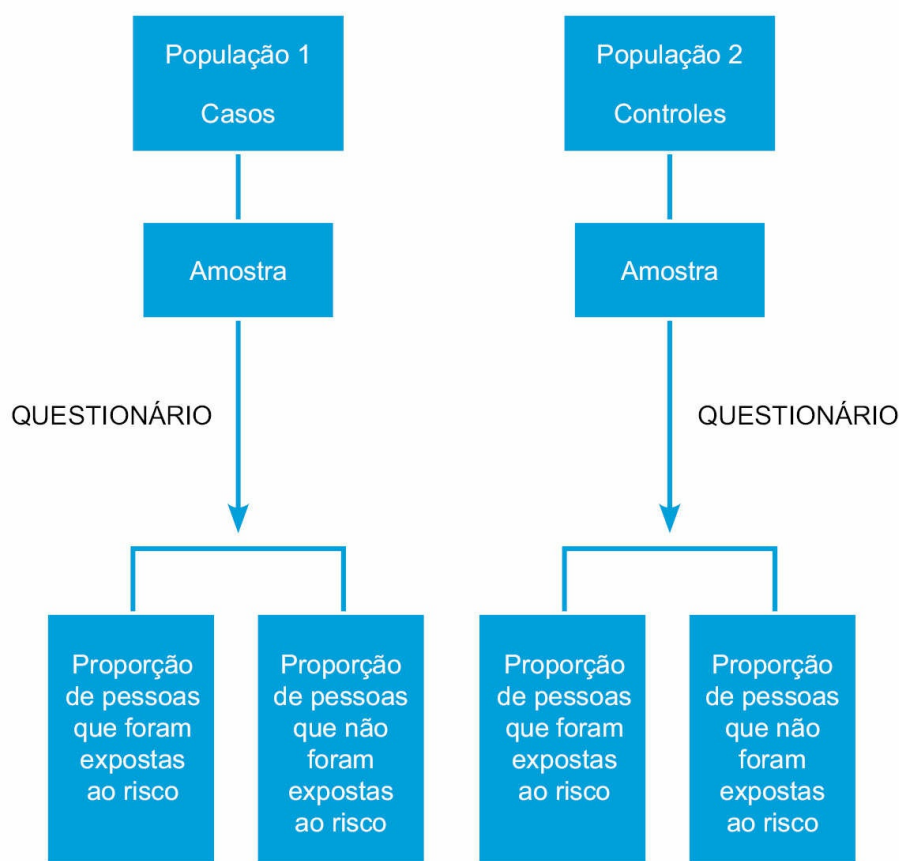 População 1
Casos
População 2
Controles
Amostra
Amostra
QUESTIONÁRIO
QUESTIONÁRIO
Proporção
de pessoas
que foram
expostas
ao risco
Proporção
de pessoas
que não
foram
expostas
ao risco
Proporção
de pessoas
que foram
expostas
ao risco
Proporção
de pessoas
que não
foram
expostas
ao risco